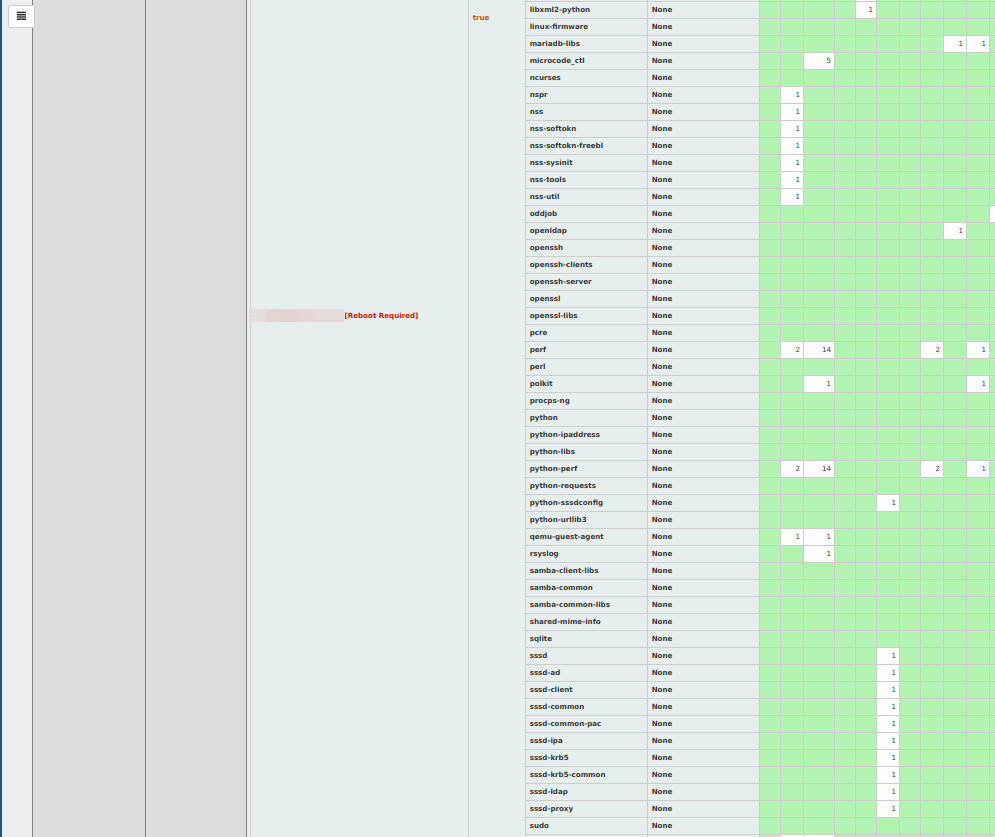 libxml2-python None 1
true
linux-firmware None
mariadb-libs None 1 1
microcode_ctl None 5
ncurses None
nspr None 1
nss None 1
nss-softokn None 1
nss-softokn-freebl None 1
nss-sysinit None 1
nss-tools None 1
nss-util None 1
oddjob None
openldap None 1
openssh None
openssh-clients None
openssh-server None
openssl None
[Reboot Required] openssl-libs None
pcre None
perf None 2 14 2 1
perl None
polkit None 1 1
procps-ng None
python None
python-ipaddress None
python-libs None
python-perf None 2 14 2 1
python-requests None
python-sssdconfig None 1
python-urllib3 None
qemu-guest-agent None 1 1
rsyslog None 1
samba-client-libs None
samba-common None
samba-common-libs None
shared-mime-info None
sqlite None
sssd None 1
sssd-ad None 1
sssd-client None 1
sssd-common None 1
sssd-common-pac None 1
sssd-ipa None 1
sssd-krb5 None 1
sssd-krb5-common None 1
sssd-ldap None 1
sssd-proxy None 1
sudo None